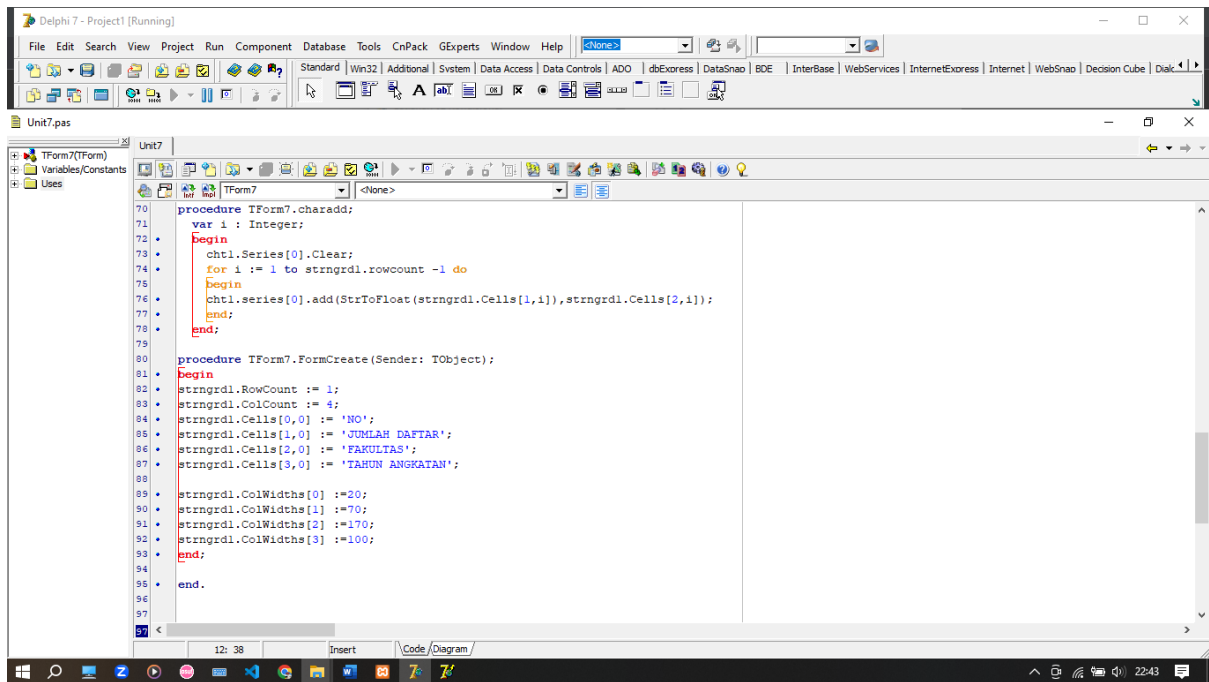 Delphi 7 - Project1 [Running]
File Edit Search View Project Run Component Database Tools CnPack GExperts Window Help <None>
Standard Win32 Additional System Data Access Data Controls ADO dbExpress DataSnap BDE InterBase WebServices InternetExpress Internet WebSnap Decision Cube Dialc
Unit7.pas
Unit7
TForm7(TForm)
Variables/Constants
Uses
TForm7 <None>
70 procedure TForm7.charadd;
71 var i : Integer;
72 begin
73 cht1.Series[0].Clear;
74 for i := 1 to strngrd1.rowcount -1 do
75 begin
76 cht1.series[0].add(StrToFloat(strngrd1.Cells[1,i]),strngrd1.Cells[2,i]);
77 end;
78 end;
79
80 procedure TForm7.FormCreate(Sender: TObject);
81 begin
82 strngrd1.RowCount := 1;
83 strngrd1.ColCount := 4;
84 strngrd1.Cells[0,0] := 'NO';
85 strngrd1.Cells[1,0] := 'JUMLAH DAFTAR';
86 strngrd1.Cells[2,0] := 'FAKULTAS';
87 strngrd1.Cells[3,0] := 'TAHUN ANGKATAN';
88
89 strngrd1.ColWidths[0] :=20;
90 strngrd1.ColWidths[1] :=70;
91 strngrd1.ColWidths[2] :=170;
92 strngrd1.ColWidths[3] :=100;
93 end;
94
95 end.
96
97
97
12: 38 Insert Code Diagram
22:43